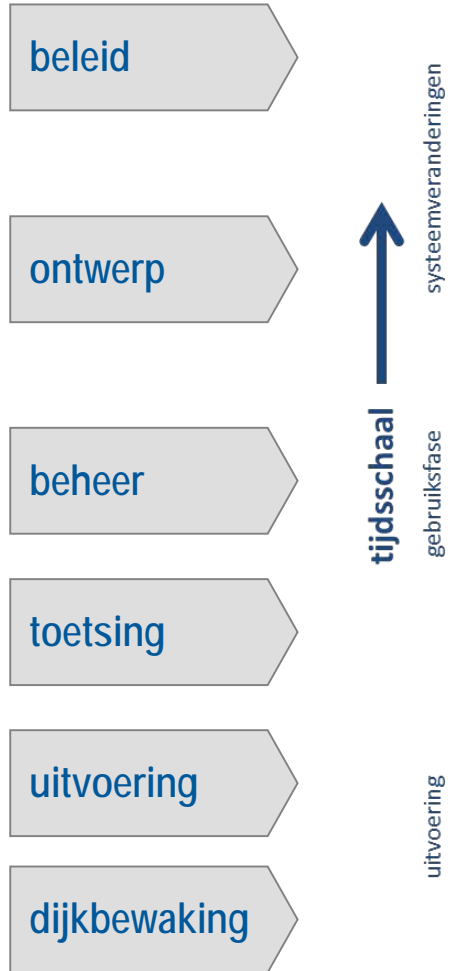 beleid
systeemveranderingen
ontwerp
beheer
tijdsschaal
gebruiksfase
toetsing
uitvoering
uitvoering
dijkbewaking